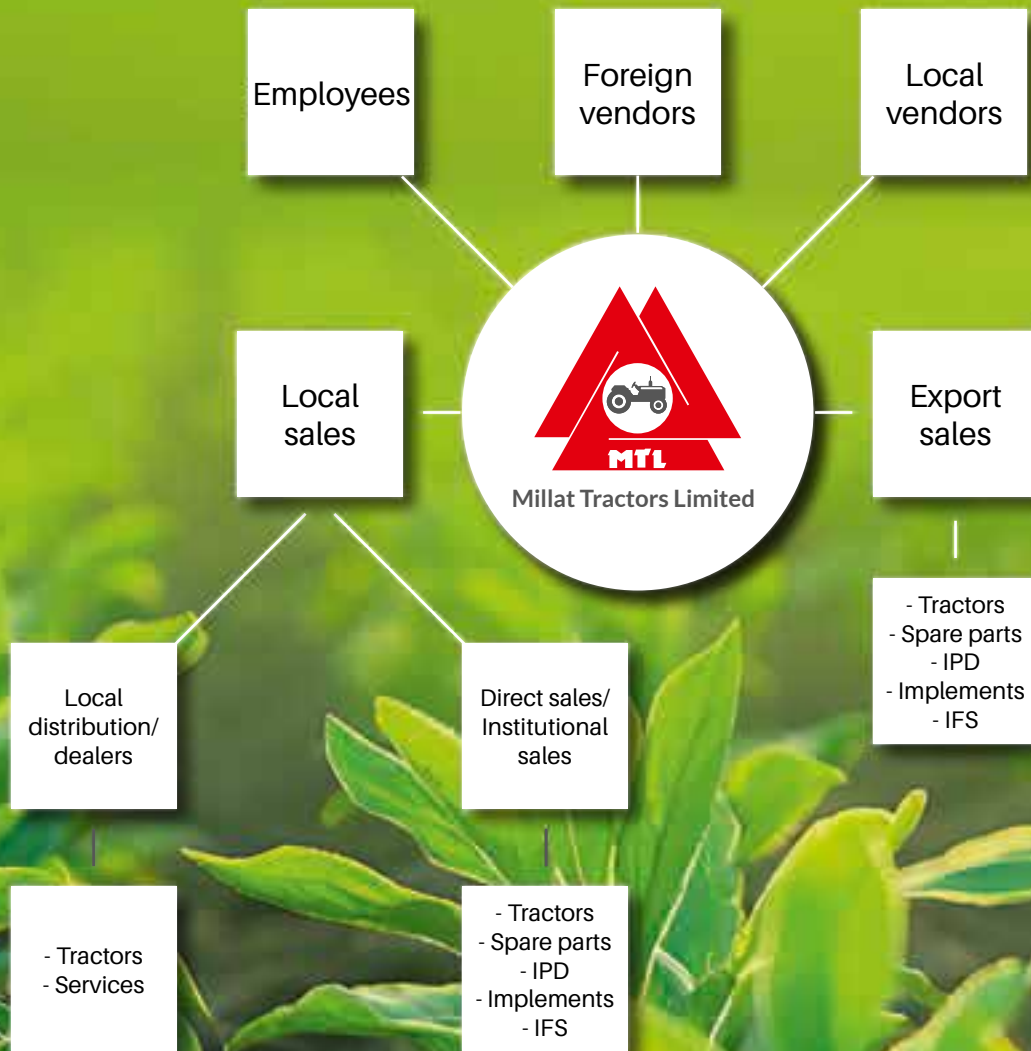 Employees
Foreign
vendors
Local
vendors
Local
sales
MTL
Millat Tractors Limited
Export
sales
- Tractors
- Spare parts
- IPD
- Implements
- IFS
Local
distribution/
dealers
Direct sales/
Institutional
sales
- Tractors
- Services
- Tractors
- Spare parts
- IPD
- Implements
- IFS